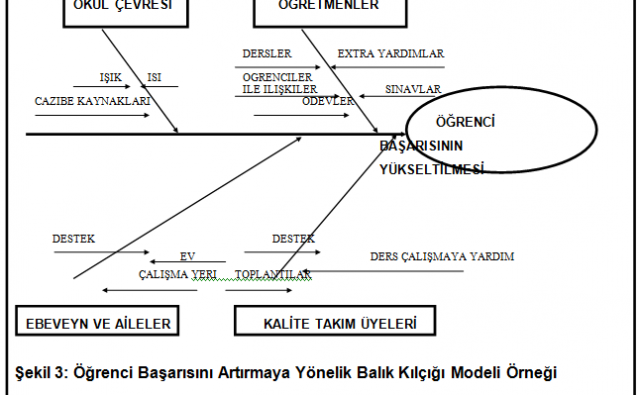 OKUL ÇEVRESİ
ÖĞRETMENLER
DERSLER
EXTRA YARDIMLAR
IŞIK
ISI
OGRENCILER
ILE ILIŞKILER
SINAVLAR
CAZIBE KAYNAKLARI
ODEVLER
ÖĞRENCİ
BAŞARISININ
YÜKSELTİLMESİ
DESTEK
DESTEK
EV
DERS ÇALIŞMAYA YARDIM
ÇALIŞMA YERI
TOPLANTILAR
EBEVEYN VE AİLELER
KALİTE TAKIM ÜYELERİ
Şekil 3: Öğrenci Başarısını Artırmaya Yönelik Balık Kılçığı Modeli Örneği